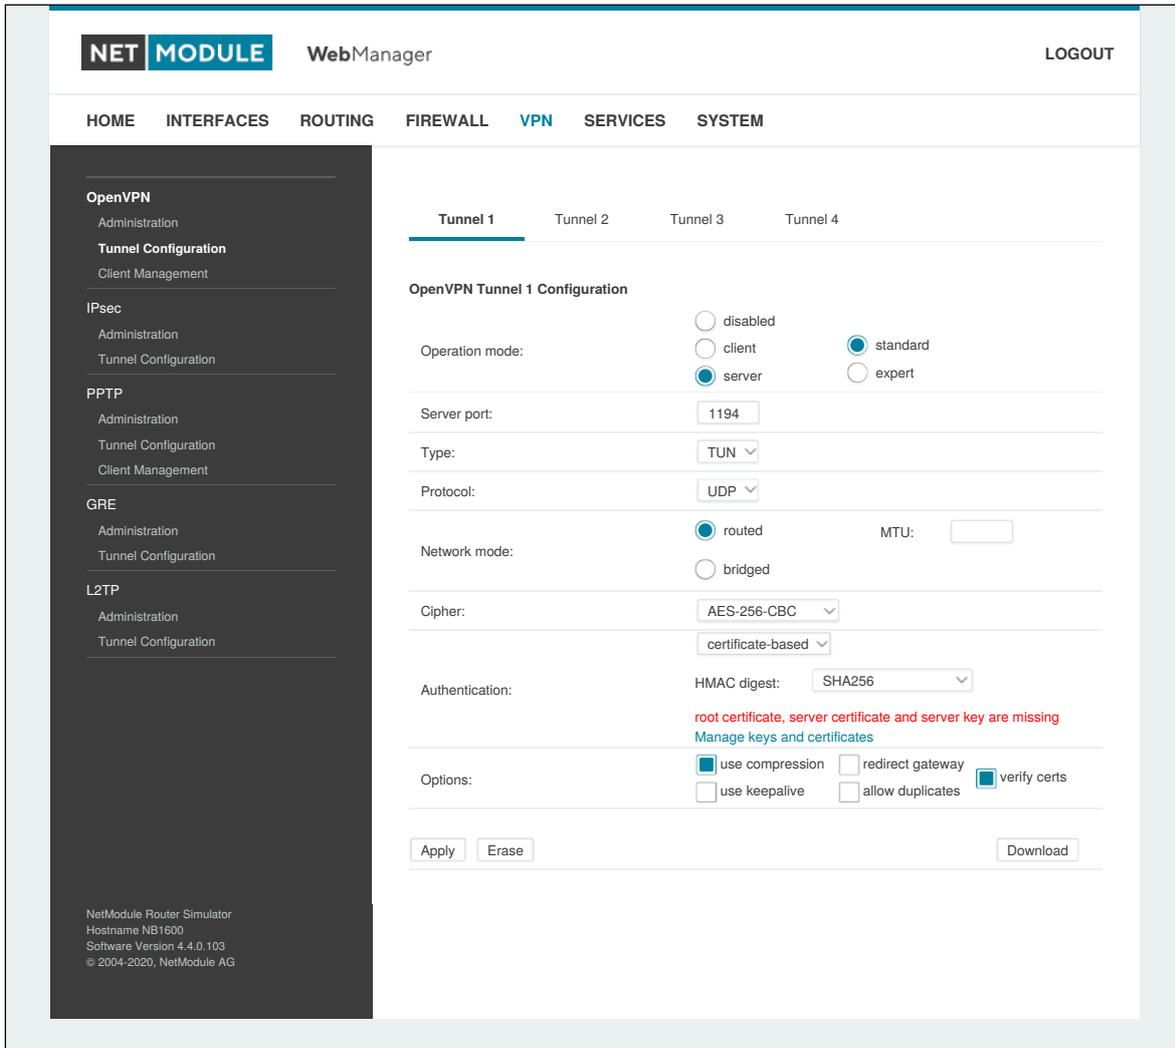 NET MODULE WebManager LOGOUT
HOME INTERFACES ROUTING FIREWALL VPN SERVICES SYSTEM
OpenVPN
Administration
Tunnel Configuration
Client Management
IPsec
Administration
Tunnel Configuration
PPTP
Administration
Tunnel Configuration
Client Management
GRE
Administration
Tunnel Configuration
L2TP
Administration
Tunnel Configuration
NetModule Router Simulator
Hostname NB1600
Software Version 4.4.0.103
© 2004-2020, NetModule AG
Tunnel 1 Tunnel 2 Tunnel 3 Tunnel 4
OpenVPN Tunnel 1 Configuration
Operation mode:
disabled
client
server
standard
expert
Server port: 1194
Type: TUN
Protocol: UDP
Network mode:
routed MTU:
bridged
Cipher: AES-256-CBC
Authentication:
certificate-based
HMAC digest: SHA256
root certificate, server certificate and server key are missing
Manage keys and certificates
Options:
use compression redirect gateway verify certs
use keepalive allow duplicates
Apply Erase Download